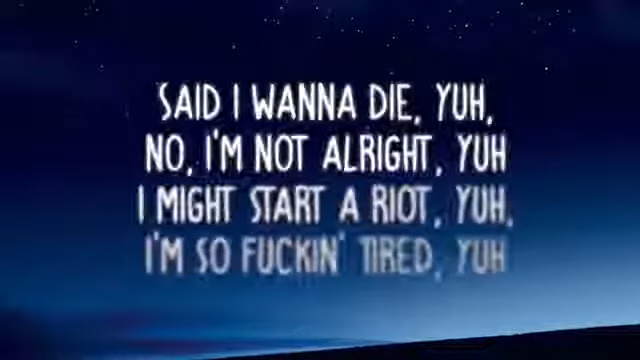 SAID I WANNA DIE, YUH,
NO, I'M NOT ALRIGHT, YUH
I MIGHT START A RIOT, YUH,
I'M SO FUCKIN' TIRED, YUH